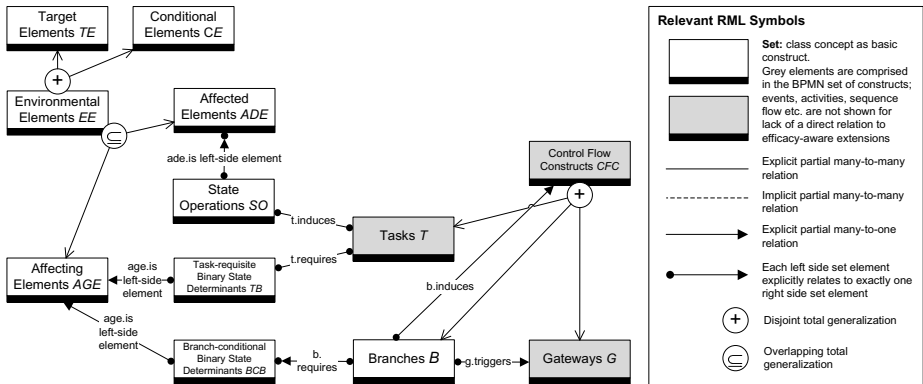 Target
Elements TE
Conditional
Elements CE
+
Environmental
Elements EE
⊆
Affected
Elements ADE
ade.is left-side element
State
Operations SO
t.induces
Control Flow
Constructs CFC
+
Tasks T
t.requires
Affecting
Elements AGE
age.is
left-side
element
Task-requisite
Binary State
Determinants TB
b.induces
age.is
left-side
element
Branch-conditional
Binary State
Determinants BCB
b.
requires
Branches B
g.triggers
Gateways G
Relevant RML Symbols
Set: class concept as basic
construct.
Grey elements are comprised
in the BPMN set of constructs;
events, activities, sequence
flow etc. are not shown for
lack of a direct relation to
efficacy-aware extensions
Explicit partial many-to-many
relation
Implicit partial many-to-many
relation
Explicit partial many-to-one
relation
Each left side set element
explicitly relates to exactly one
right side set element
+
Disjoint total generalization
⊆
Overlapping total
generalization